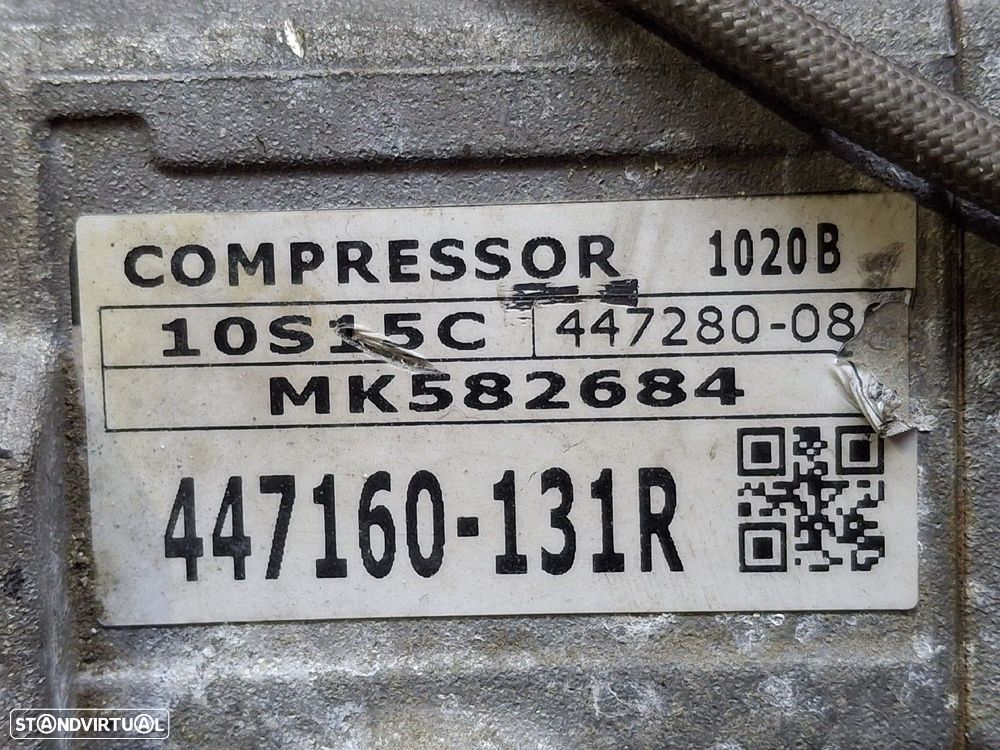 COMPRESSOR 1020B
10S15C 447280-08
MK582684
447160-131R
STANDVIRTUAL